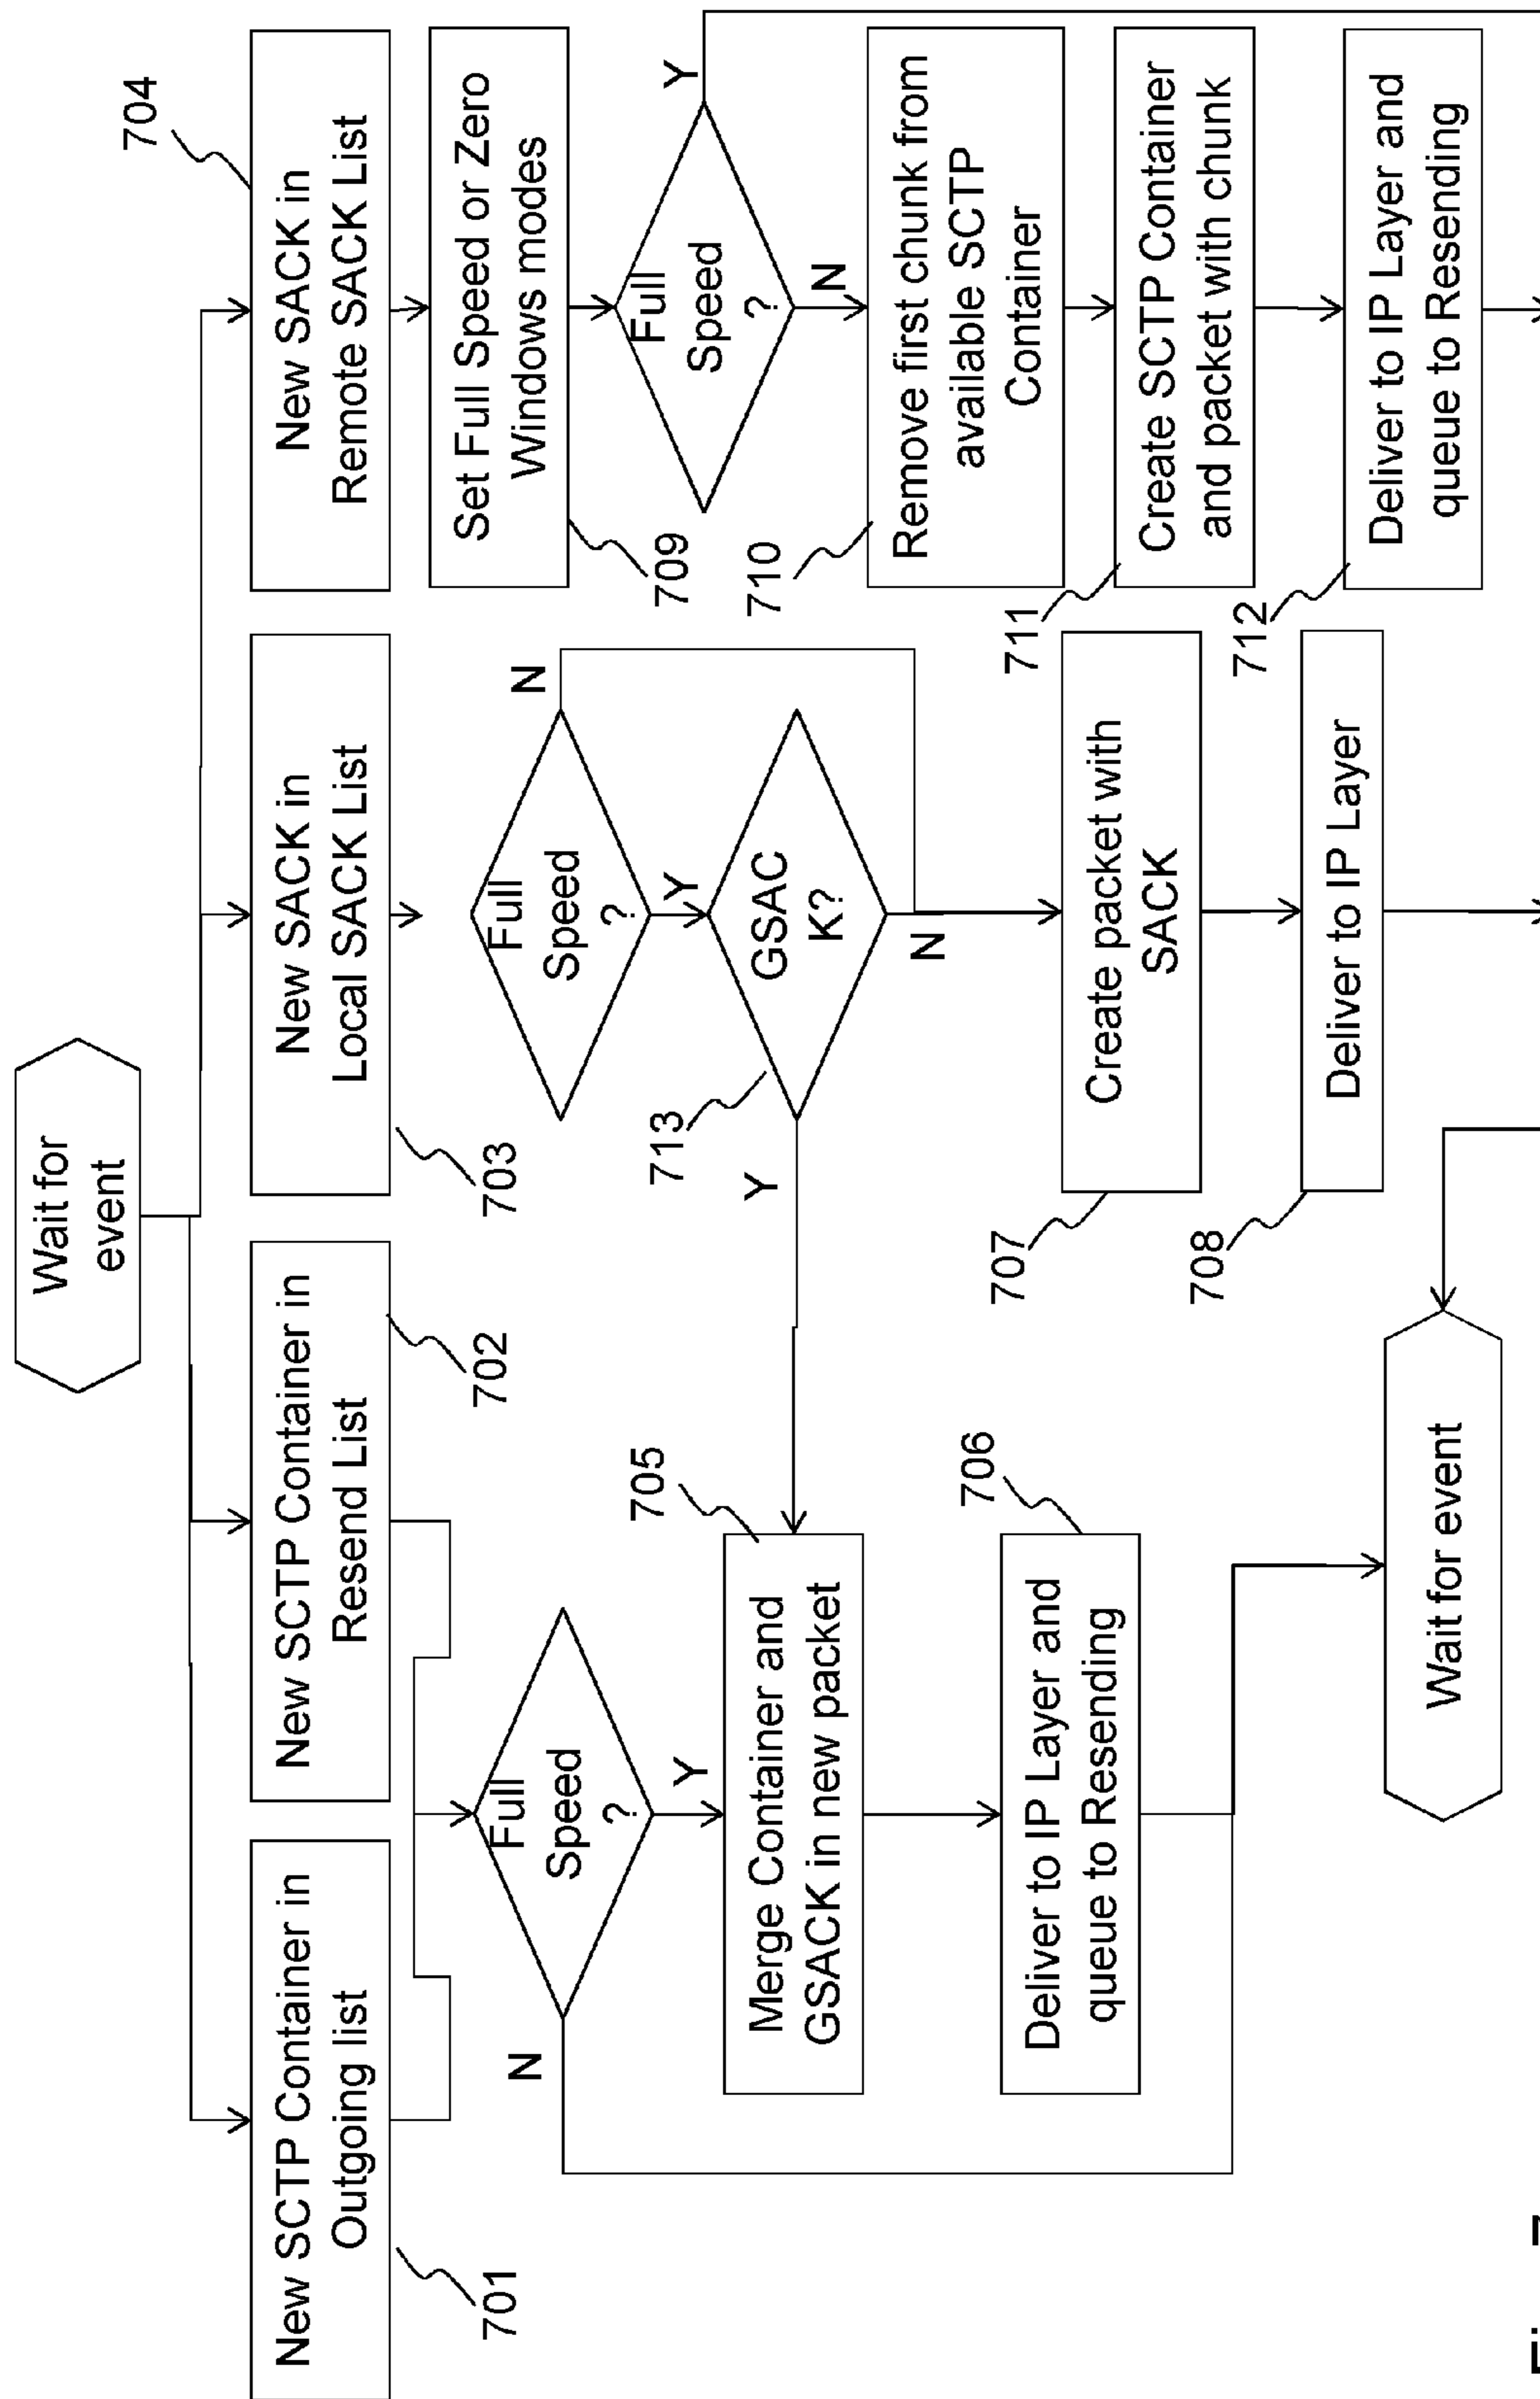 Wait for
event
New SCTP Container in
Outgoing list
701
New SCTP Container in
Resend List
702
New SACK in
Local SACK List
703
New SACK in
Remote SACK List
704
Full
Speed
?
N
Y
Merge Container and
GSACK in new packet
705
Deliver to IP Layer and
queue to Resending
706
Full
Speed
?
N
Y
GSAC
K?
713
Y
N
Create packet with
SACK
707
Deliver to IP Layer
708
Set Full Speed or Zero
Windows modes
709
Full
Speed
?
Y
N
Remove first chunk from
available SCTP
Container
710
Create SCTP Container
and packet with chunk
711
Deliver to IP Layer and
queue to Resending
712
Wait for event